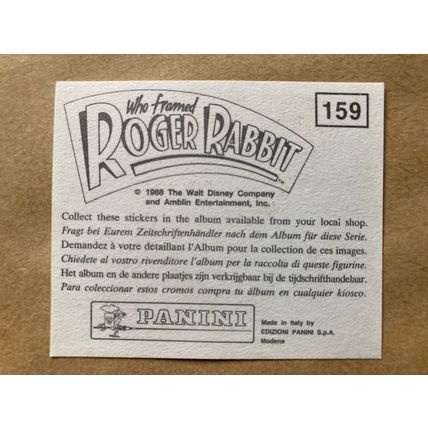 Who framed
ROGER RABBIT™
159
© 1988 The Walt Disney Company
and Amblin Entertainment, Inc.
Collect these stickers in the album available from your local shop.
Fragt bei Eurem Zeitschriftenhändler nach dem Album für diese Serie.
Demandez à votre detaillant l'Album pour la collection de ces images.
Chiedete al vostro rivenditore l'album per la raccolta di queste figurine.
Het album en de andere plaatjes zijn verkrijgbaar bij de tijdschrifthandelaar.
Para coleccionar estos cromos compra tu álbum en cualquier kiosco.
PANINI
Made in Italy by
EDIZIONI PANINI S.p.A.
Modena